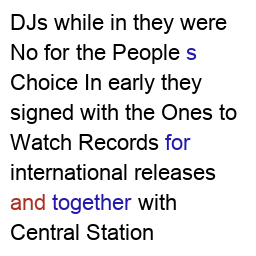 DJs while in they were
No for the People s
Choice In early they
signed with the Ones to
Watch Records for
international releases
and together with
Central Station